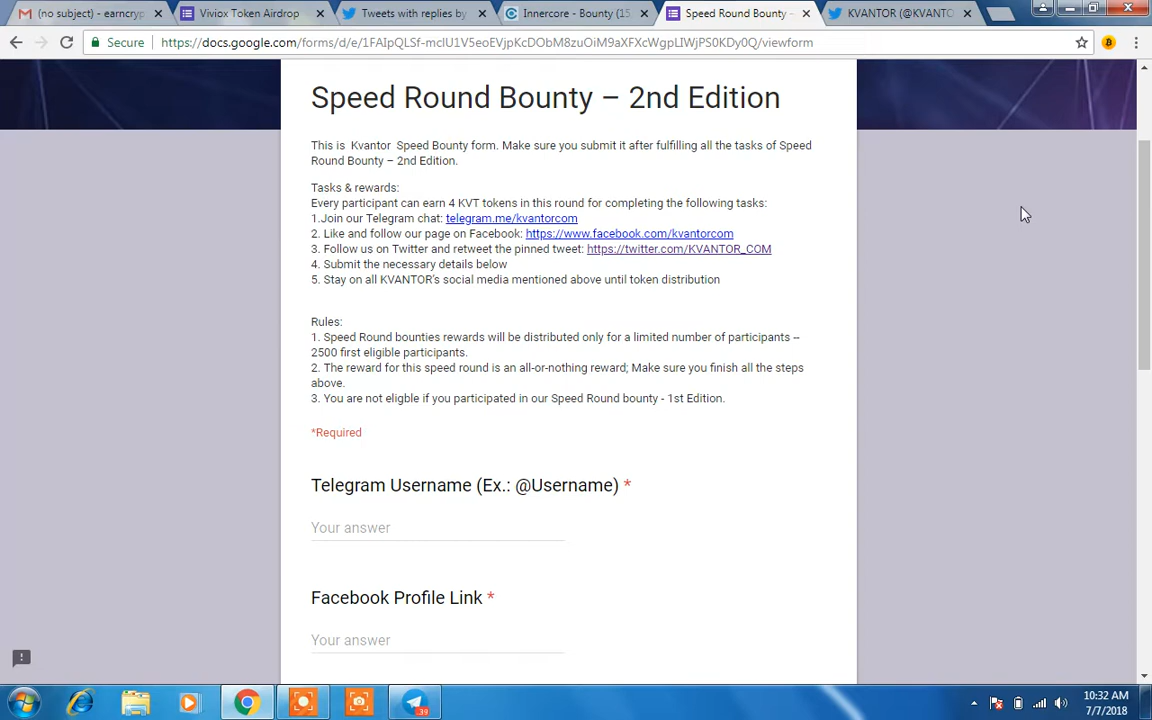 (no subject) - earncryp
Viviox Token Airdrop
Tweets with replies by
Innercore - Bounty (15
Speed Round Bounty –
KVANTOR (@KVANTO
Secure
https://docs.google.com/forms/d/e/1FAIpQLSf-mcIU1V5eoEVjpKcDObM8zuOiM9aXFXcWgpLIWjPS0KDy0Q/viewform
Speed Round Bounty – 2nd Edition
This is Kvantor Speed Bounty form. Make sure you submit it after fulfilling all the tasks of Speed
Round Bounty – 2nd Edition.
Tasks & rewards:
Every participant can earn 4 KVT tokens in this round for completing the following tasks:
1.Join our Telegram chat: telegram.me/kvantorcom
2. Like and follow our page on Facebook: https://www.facebook.com/kvantorcom
3. Follow us on Twitter and retweet the pinned tweet: https://twitter.com/KVANTOR_COM
4. Submit the necessary details below
5. Stay on all KVANTOR's social media mentioned above until token distribution
Rules:
1. Speed Round bounties rewards will be distributed only for a limited number of participants --
2500 first eligible participants.
2. The reward for this speed round is an all-or-nothing reward; Make sure you finish all the steps
above.
3. You are not eligble if you participated in our Speed Round bounty - 1st Edition.
*Required
Telegram Username (Ex.: @Username) *
Your answer
Facebook Profile Link *
Your answer
39
10:32 AM
7/7/2018